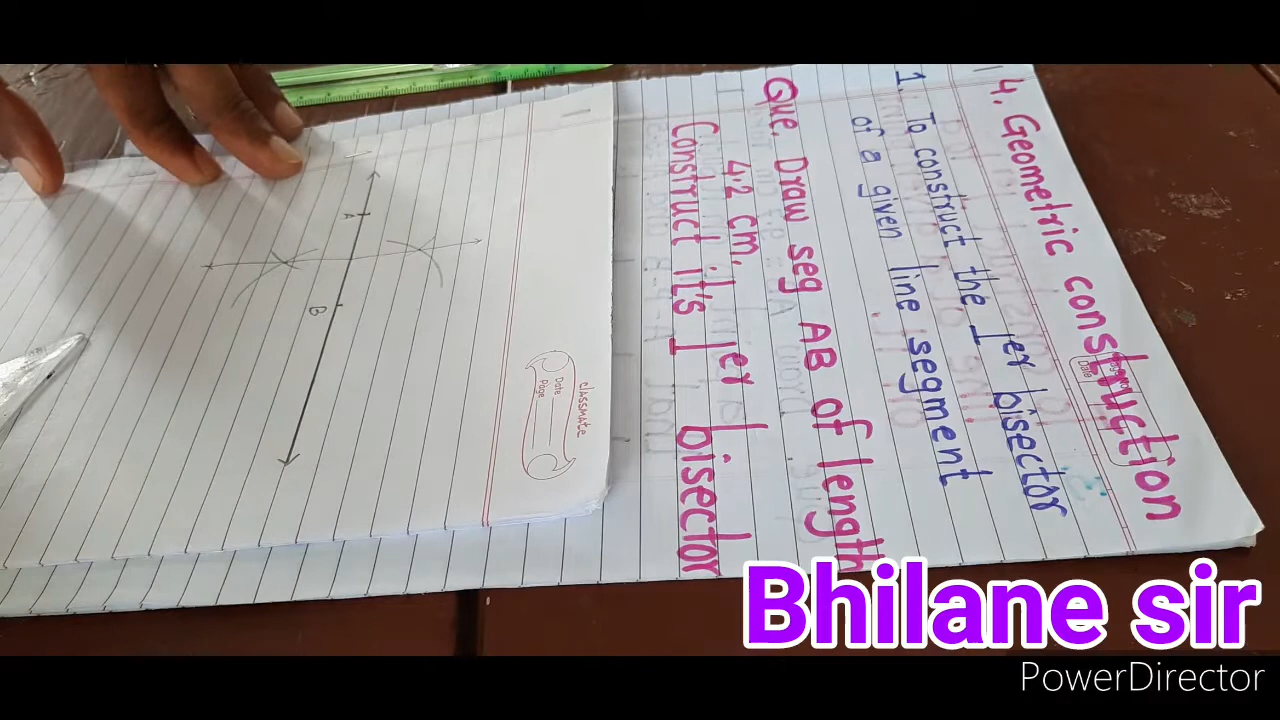 4. Geometric construction
1. To construct the ⊥er bisector
of a given line segment
Que. Draw seg AB of length
4.2 cm.
Construct it's ⊥er bisector
A
B
classmate
Date
Page
Date
Bhilane sir
PowerDirector